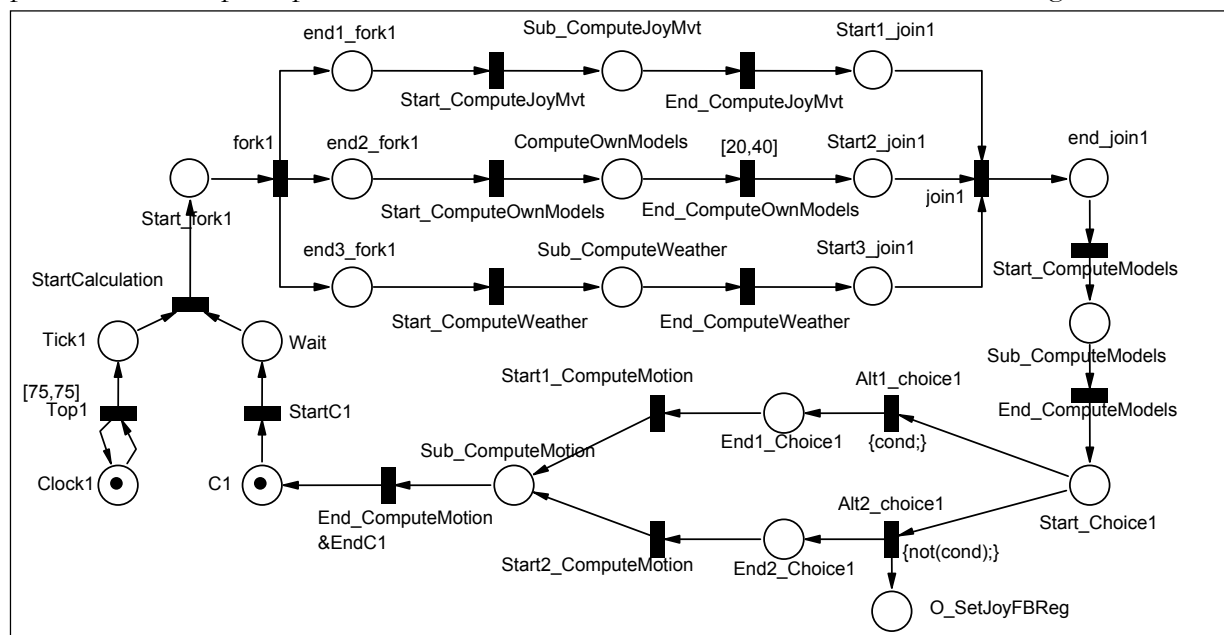 end1_fork1
Sub_ComputeJoyMvt
Start1_join1
Start_ComputeJoyMvt
End_ComputeJoyMvt
fork1
end2_fork1
ComputeOwnModels
[20,40]
Start2_join1
end_join1
join1
Start_fork1
Start_ComputeOwnModels
End_ComputeOwnModels
end3_fork1
Sub_ComputeWeather
Start3_join1
Start_ComputeModels
StartCalculation
Start_ComputeWeather
End_ComputeWeather
Tick1
Wait
Sub_ComputeModels
[75,75]
Top1
StartC1
Start1_ComputeMotion
Alt1_choice1
End_ComputeModels
End1_Choice1
{cond;}
Sub_ComputeMotion
Clock1
C1
Alt2_choice1
Start_Choice1
End_ComputeMotion
&EndC1
Start2_ComputeMotion
End2_Choice1
{not(cond);}
O_SetJoyFBReg